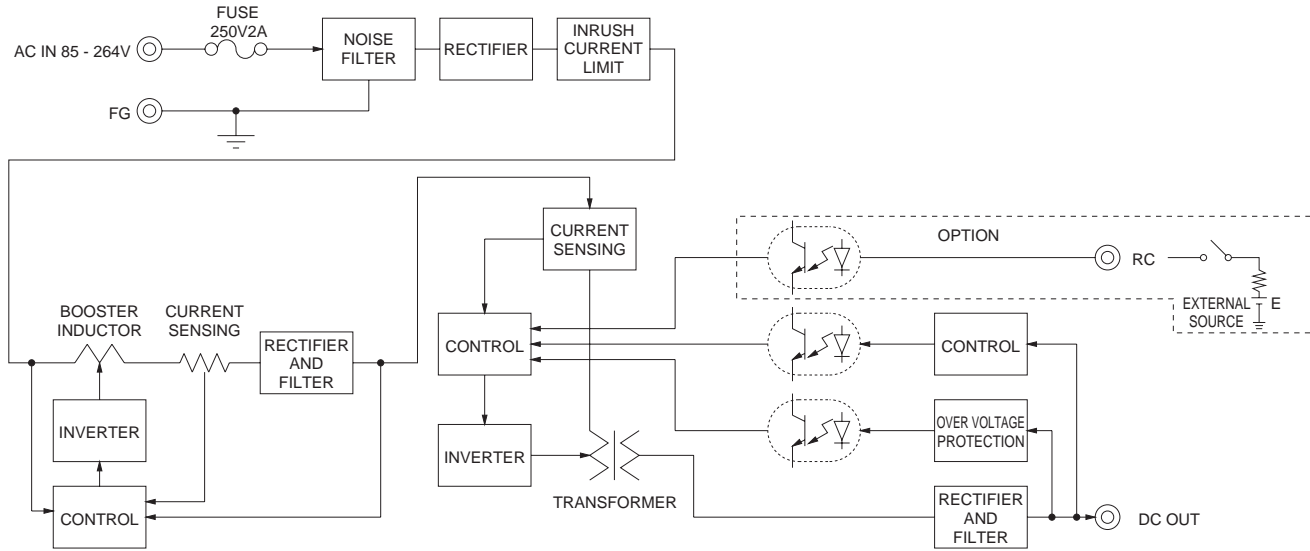 FUSE
250V2A
AC IN 85 - 264V
NOISE
FILTER
RECTIFIER
INRUSH
CURRENT
LIMIT
FG
CURRENT
SENSING
OPTION
RC
EXTERNAL
SOURCE
E
BOOSTER
INDUCTOR
CURRENT
SENSING
RECTIFIER
AND
FILTER
CONTROL
CONTROL
INVERTER
INVERTER
OVER VOLTAGE
PROTECTION
TRANSFORMER
CONTROL
RECTIFIER
AND
FILTER
DC OUT